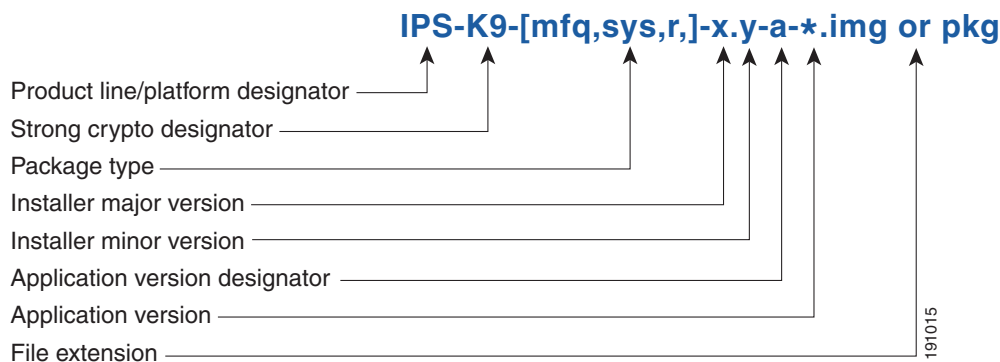 IPS-K9-[mfq,sys,r,]-x.y-a-*.img or pkg
Product line/platform designator
Strong crypto designator
Package type
Installer major version
Installer minor version
Application version designator
Application version
File extension
191015